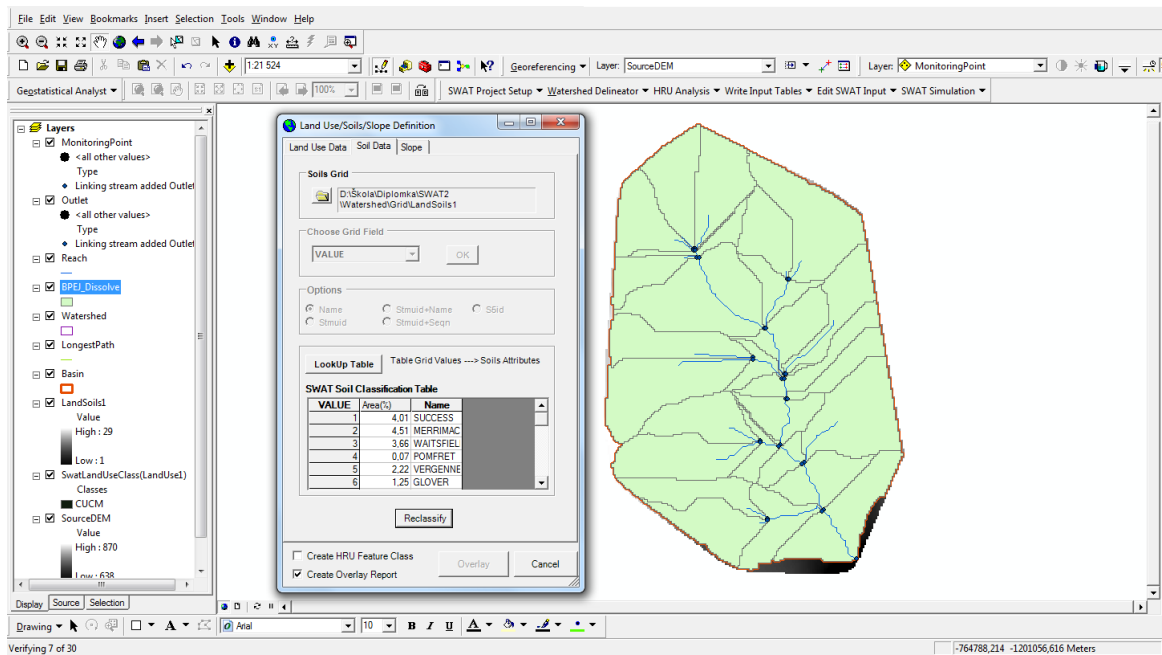 File Edit View Bookmarks Insert Selection Tools Window Help
1:21 524 Georeferencing Layer: SourceDEM Layer: MonitoringPoint
Geostatistical Analyst 100% SWAT Project Setup Watershed Delineator HRU Analysis Write Input Tables Edit SWAT Input SWAT Simulation
Layers
MonitoringPoint
<all other values>
Type
Linking stream added Outlet
Outlet
<all other values>
Type
Linking stream added Outlet
Reach
BPEJ_Dissolve
Watershed
LongestPath
Basin
LandSoils1
Value
High : 29
Low : 1
SwatLandUseClass(LandUse1)
Classes
CUCM
SourceDEM
Value
High : 870
Low : 638
Display Source Selection
Land Use/Soils/Slope Definition
Land Use Data Soil Data Slope
Soils Grid
D:\Škola\Diplomka\SWAT2
\Watershed\Grid\LandSoils1
Choose Grid Field
VALUE OK
Options
Name Stmuid+Name S5id
Stmuid Stmuid+Seqn
LookUp Table Table Grid Values ---> Soils Attributes
SWAT Soil Classification Table
VALUE Area(%) Name
1 4,01 SUCCESS
2 4,51 MERRIMAC
3 3,66 WAITSFIEL
4 0,07 POMFRET
5 2,22 VERGENNE
6 1,25 GLOVER
Reclassify
Create HRU Feature Class
Create Overlay Report
Overlay Cancel
Drawing A Arial 10 B I U A
Verifying 7 of 30 -764788,214 -1201056,616 Meters